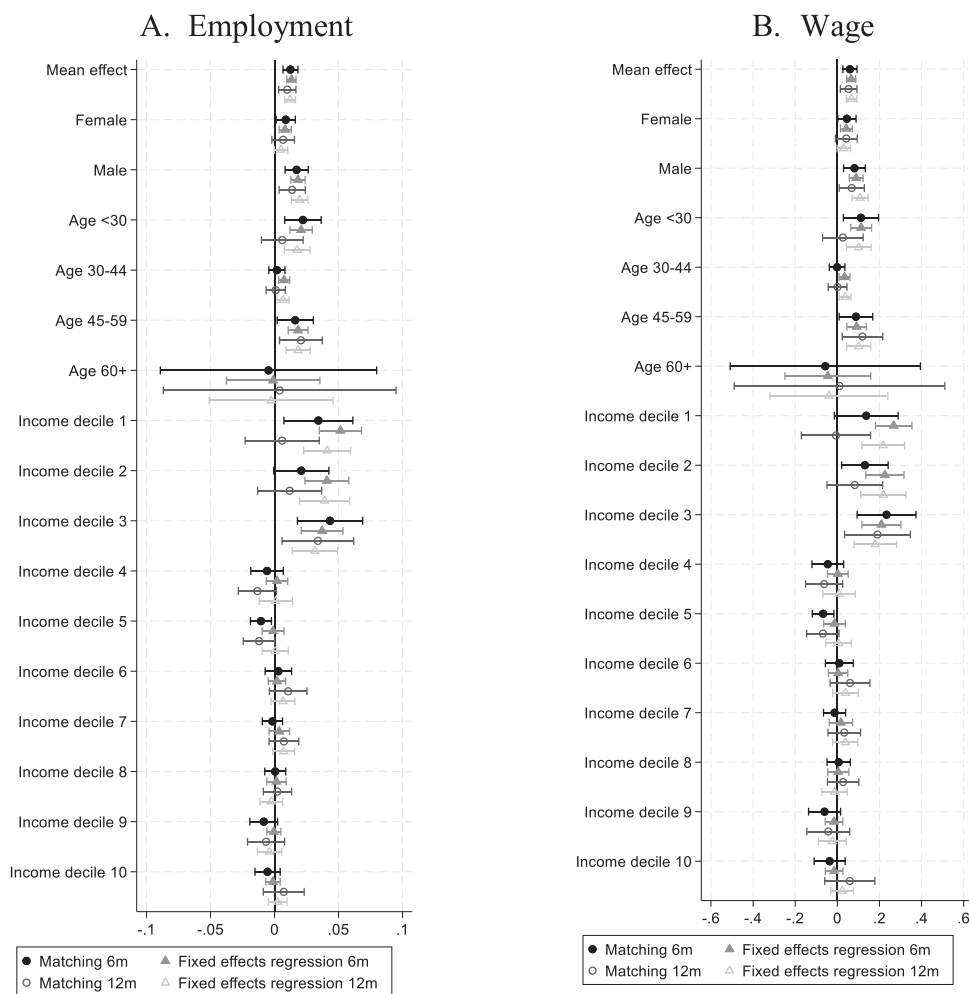 A. Employment
Mean effect
Female
Male
Age <30
Age 30-44
Age 45-59
Age 60+
Income decile 1
Income decile 2
Income decile 3
Income decile 4
Income decile 5
Income decile 6
Income decile 7
Income decile 8
Income decile 9
Income decile 10
-.1 -.05 0 .05 .1
Matching 6m Fixed effects regression 6m
Matching 12m Fixed effects regression 12m
B. Wage
Mean effect
Female
Male
Age <30
Age 30-44
Age 45-59
Age 60+
Income decile 1
Income decile 2
Income decile 3
Income decile 4
Income decile 5
Income decile 6
Income decile 7
Income decile 8
Income decile 9
Income decile 10
-.6 -.4 -.2 0 .2 .4 .6
Matching 6m Fixed effects regression 6m
Matching 12m Fixed effects regression 12m